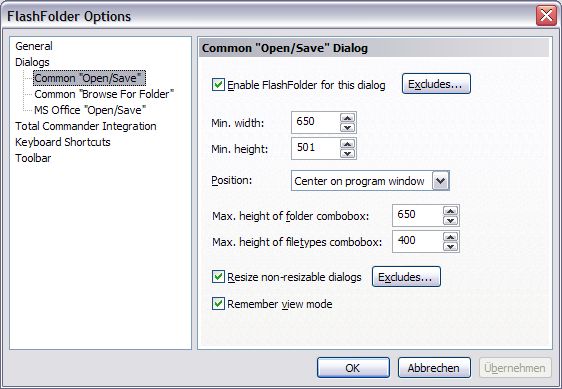 FlashFolder Options
General
Dialogs
Common "Open/Save"
Common "Browse For Folder"
MS Office "Open/Save"
Total Commander Integration
Keyboard Shortcuts
Toolbar
Common "Open/Save" Dialog
Enable FlashFolder for this dialog Excludes...
Min. width: 650
Min. height: 501
Position: Center on program window
Max. height of folder combobox: 650
Max. height of filetypes combobox: 400
Resize non-resizable dialogs Excludes...
Remember view mode
OK Abbrechen Übernehmen